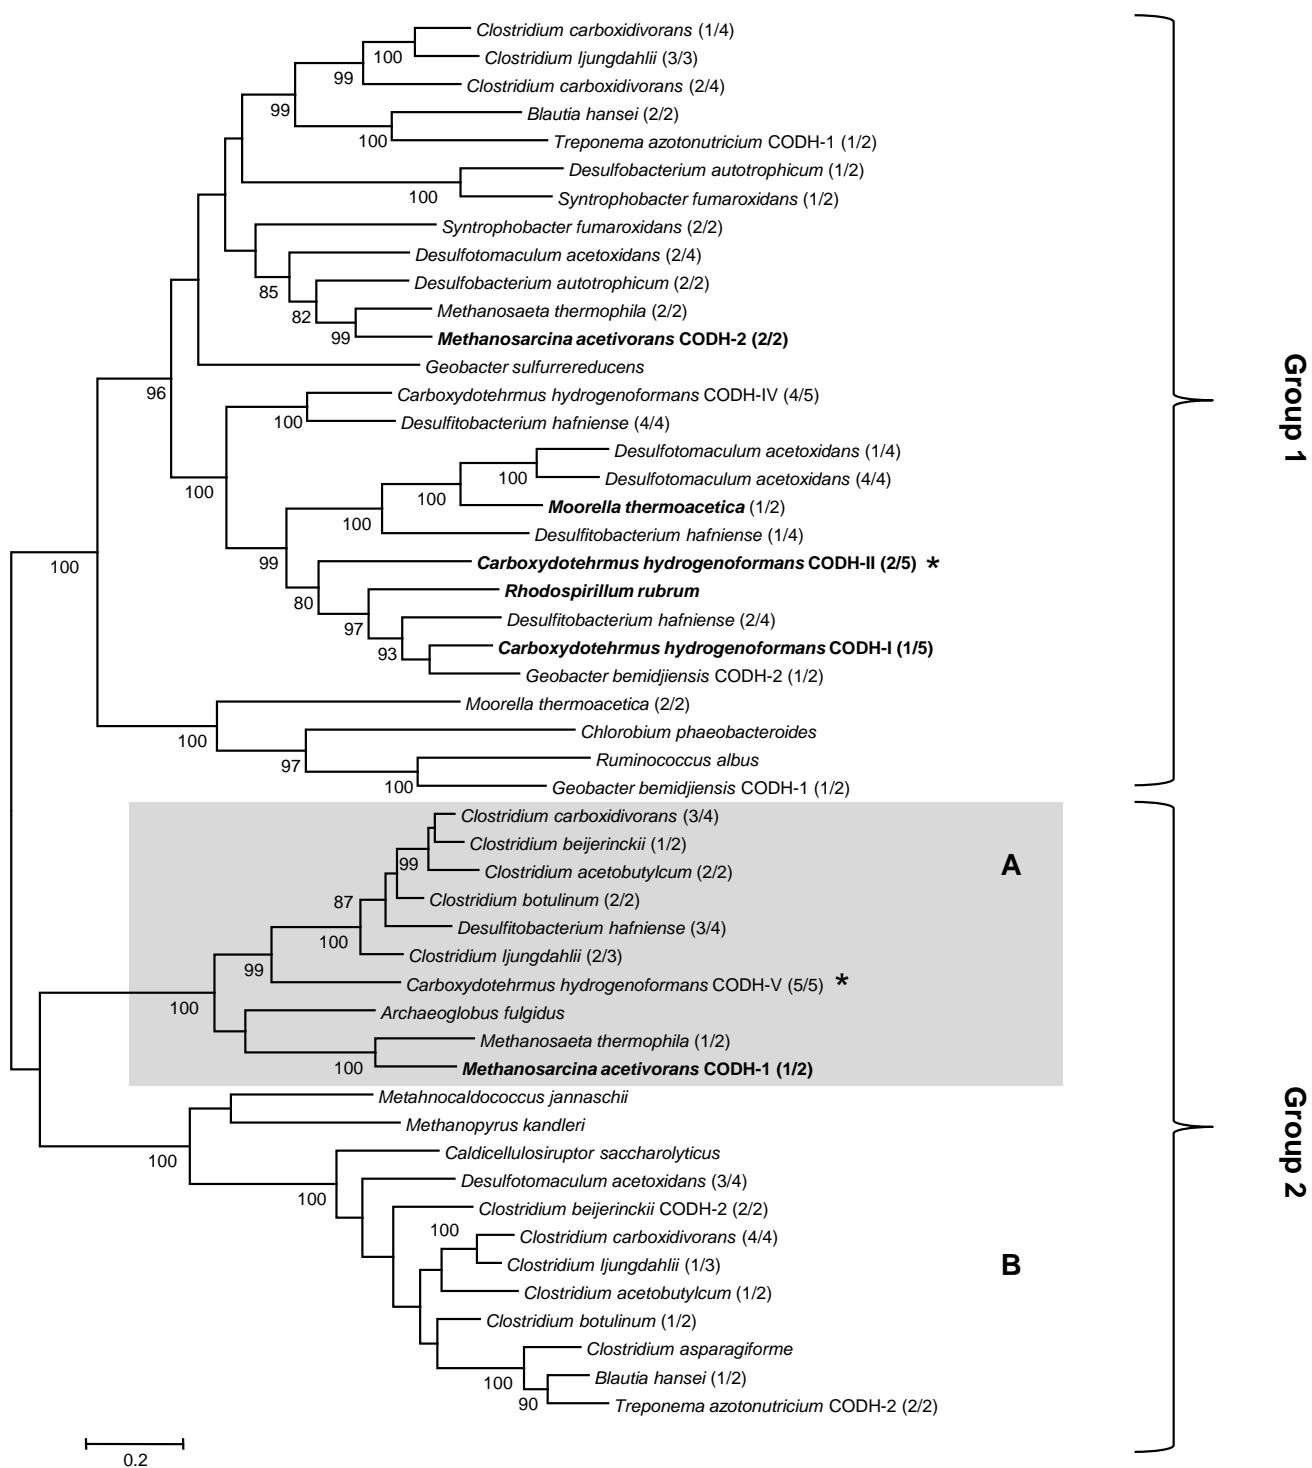 Clostridium carboxidivorans (1/4)
100
Clostridium ljungdahlii (3/3)
99
Clostridium carboxidivorans (2/4)
99
Blautia hansei (2/2)
100
Treponema azotonutricium CODH-1 (1/2)
Desulfobacterium autotrophicum (1/2)
100
Syntrophobacter fumaroxidans (1/2)
Syntrophobacter fumaroxidans (2/2)
Desulfotomaculum acetoxidans (2/4)
85
Desulfobacterium autotrophicum (2/2)
82
Methanosaeta thermophila (2/2)
99
Methanosarcina acetivorans CODH-2 (2/2)
Geobacter sulfurrereducens
96
Carboxydotehrmus hydrogenoformans CODH-IV (4/5)
100
Desulfitobacterium hafniense (4/4)
Desulfotomaculum acetoxidans (1/4)
100
Desulfotomaculum acetoxidans (4/4)
100
100
Moorella thermoacetica (1/2)
100
Desulfitobacterium hafniense (1/4)
99
Carboxydotehrmus hydrogenoformans CODH-II (2/5) *
100
80
Rhodospirillum rubrum
97
Desulfitobacterium hafniense (2/4)
93
Carboxydotehrmus hydrogenoformans CODH-I (1/5)
Geobacter bemidjiensis CODH-2 (1/2)
Moorella thermoacetica (2/2)
100
Chlorobium phaeobacteroides
97
Ruminococcus albus
100
Geobacter bemidjiensis CODH-1 (1/2)
Group 1
Clostridium carboxidivorans (3/4)
Clostridium beijerinckii (1/2)
99
Clostridium acetobutylcum (2/2)
A
87
Clostridium botulinum (2/2)
Desulfitobacterium hafniense (3/4)
100
Clostridium ljungdahlii (2/3)
99
Carboxydotehrmus hydrogenoformans CODH-V (5/5) *
100
Archaeoglobus fulgidus
Methanosaeta thermophila (1/2)
100
Methanosarcina acetivorans CODH-1 (1/2)
Metahnocaldococcus jannaschii
Methanopyrus kandleri
100
Caldicellulosiruptor saccharolyticus
100
Desulfotomaculum acetoxidans (3/4)
Clostridium beijerinckii CODH-2 (2/2)
100
Clostridium carboxidivorans (4/4)
Clostridium ljungdahlii (1/3)
B
Clostridium acetobutylcum (1/2)
Clostridium botulinum (1/2)
Clostridium asparagiforme
100
Blautia hansei (1/2)
90
Treponema azotonutricium CODH-2 (2/2)
Group 2
0.2